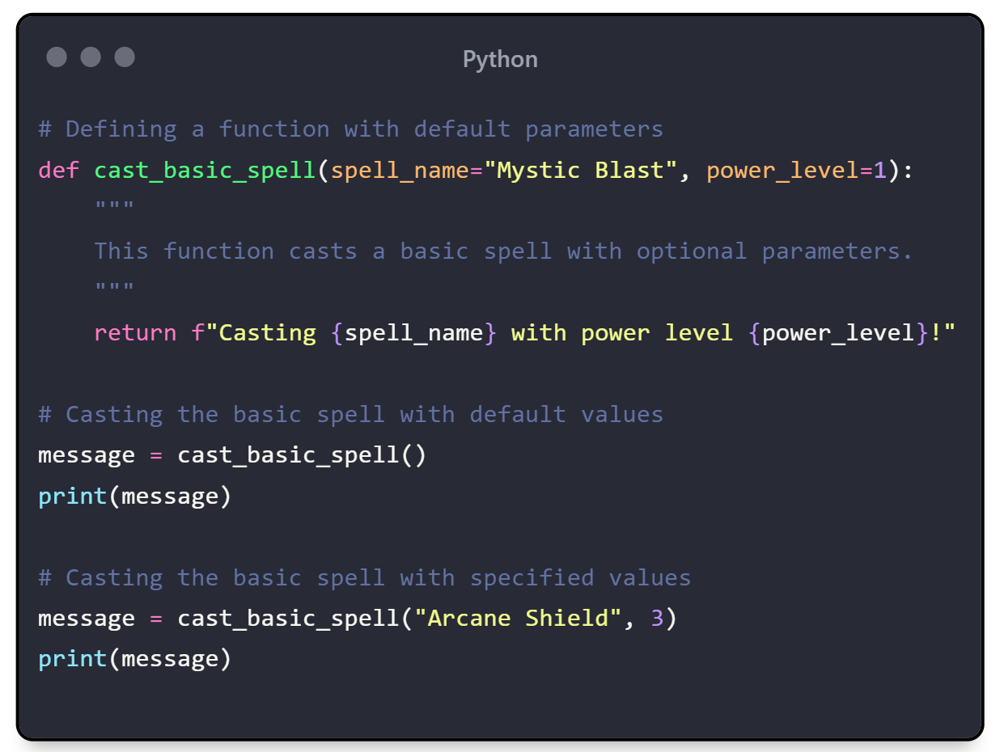 Python
# Defining a function with default parameters
def cast_basic_spell(spell_name="Mystic Blast", power_level=1):
    """
    This function casts a basic spell with optional parameters.
    """
    return f"Casting {spell_name} with power level {power_level}!"
# Casting the basic spell with default values
message = cast_basic_spell()
print(message)
# Casting the basic spell with specified values
message = cast_basic_spell("Arcane Shield", 3)
print(message)